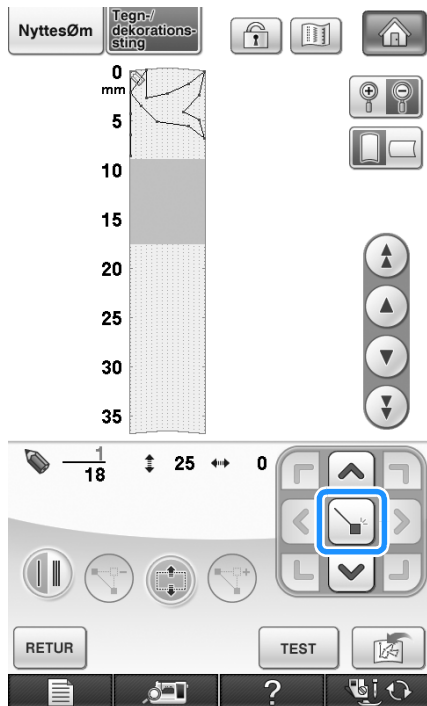 NyttesØm
Tegn-/
dekorations-
sting
0
mm
5
10
15
20
25
30
35
1
18
25
0
RETUR
TEST
?